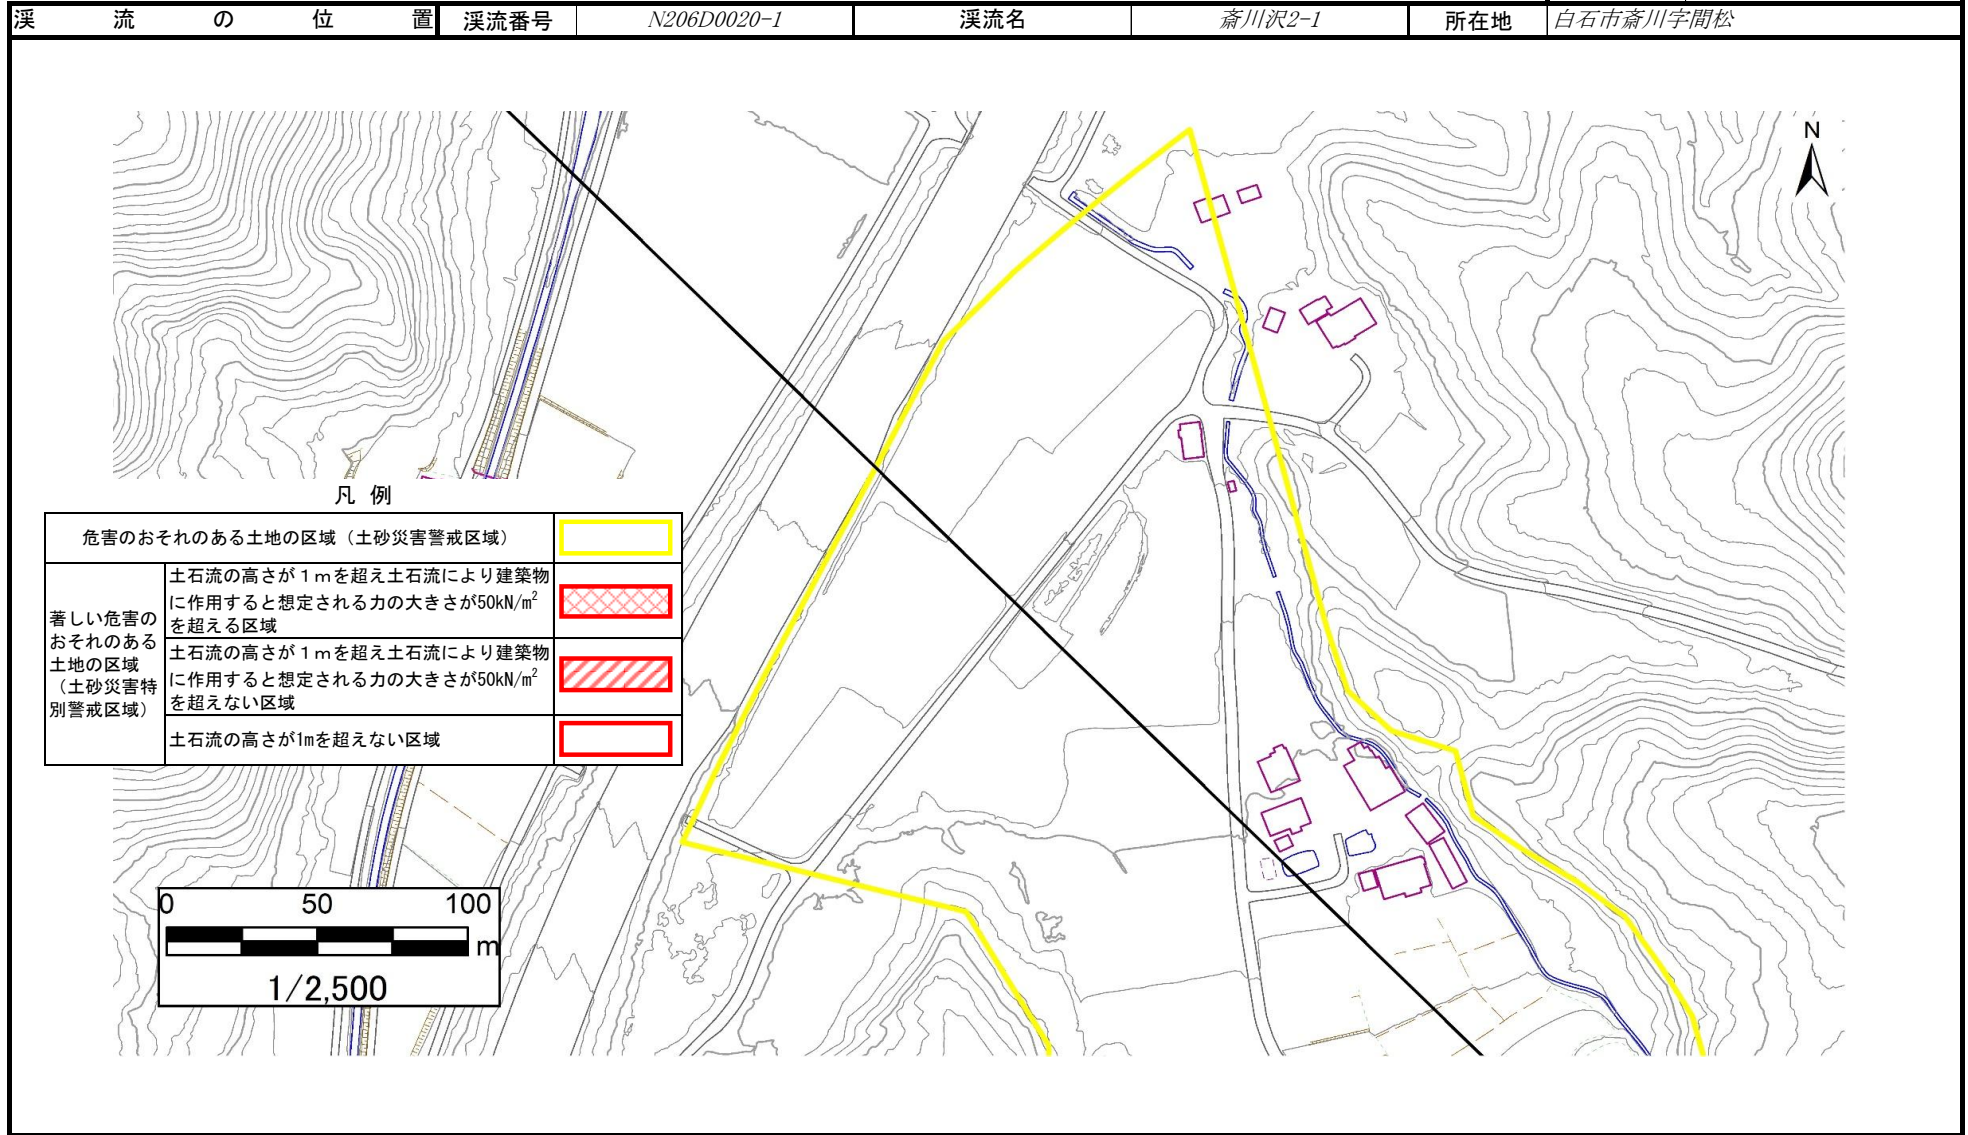 溪流の位置 渓流番号 N206D0020-1 渓流名 斎川沢2-1 所在地 白石市斎川字間松
N
凡 例
危害のおそれのある土地の区域（土砂災害警戒区域）
著しい危害の
おそれのある
土地の区域
（土砂災害特
別警戒区域）
土石流の高さが１ｍを超え土石流により建築物
に作用すると想定される力の大きさが50kN/m²
を超える区域
土石流の高さが１ｍを超え土石流により建築物
に作用すると想定される力の大きさが50kN/m²
を超えない区域
土石流の高さが1mを超えない区域
0 50 100
m
1/2,500